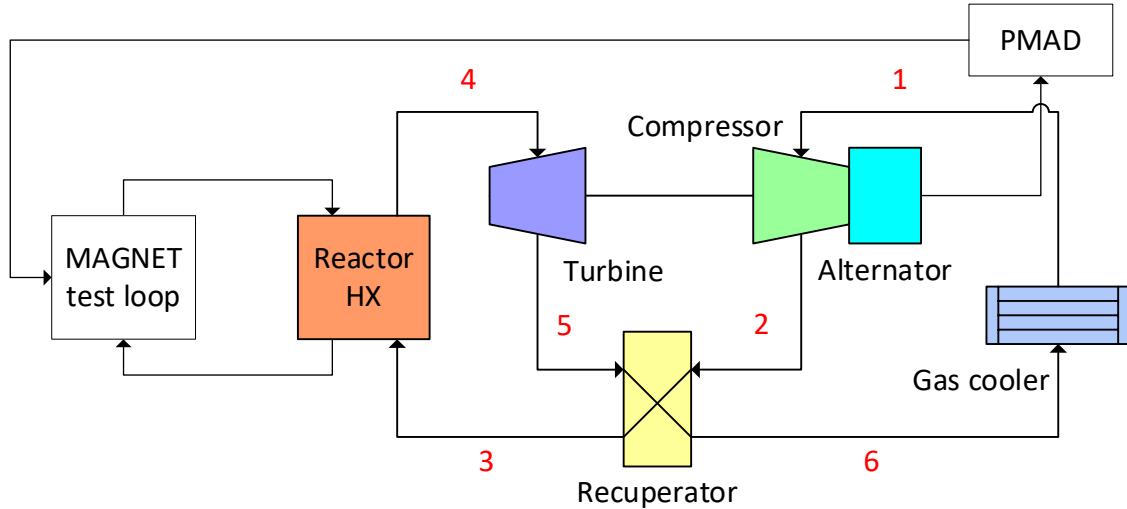 PMAD
4
1
Compressor
MAGNET
test loop
Reactor
HX
Turbine
Alternator
5
2
Gas cooler
3
6
Recuperator